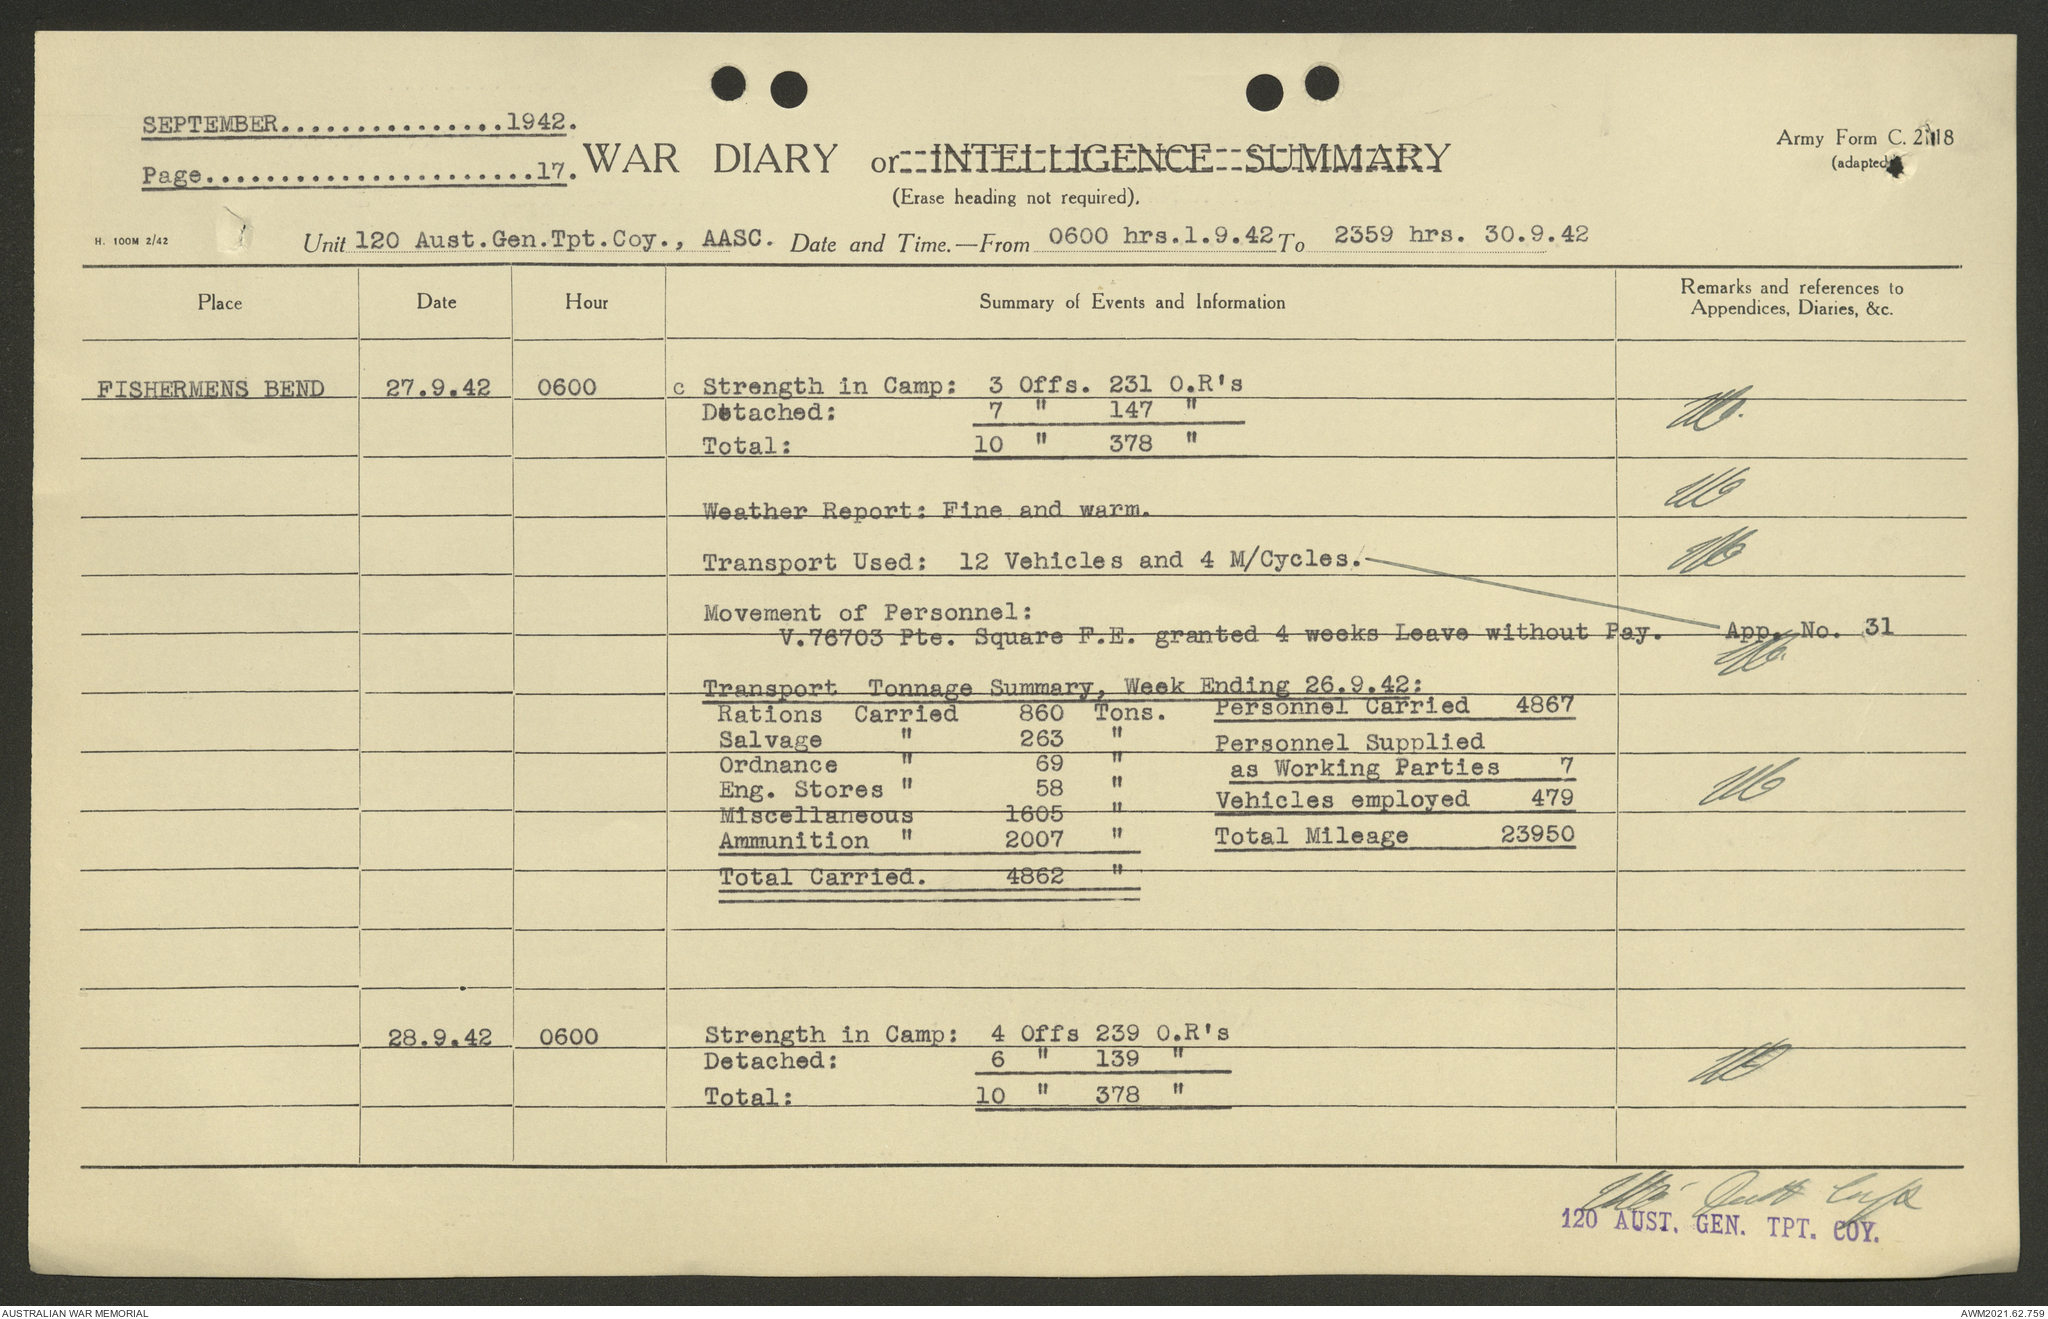 SEPTEMBER...............1942.
Page......................17.
WAR DIARY or INTELLIGENCE SUMMARY
(Erase heading not required).
Army Form C. 2118
(adapted)
H. 100M 2/42
Unit 120 Aust.Gen.Tpt.Coy., AASC. Date and Time.—From 0600 hrs.1.9.42 To 2359 hrs. 30.9.42
Place Date Hour Summary of Events and Information Remarks and references to
Appendices, Diaries, &c.
FISHERMENS BEND 27.9.42 0600 c Strength in Camp: 3 Offs. 231 O.R's
Detached: 7 " 147 "
Total: 10 " 378 "
Weather Report: Fine and warm.
Transport Used: 12 Vehicles and 4 M/Cycles.
Movement of Personnel:
V.76703 Pte. Square F.E. granted 4 weeks Leave without Pay. App. No. 31
Transport Tonnage Summary, Week Ending 26.9.42:
Rations Carried 860 Tons. Personnel Carried 4867
Salvage " 263 " Personnel Supplied
Ordnance " 69 " as Working Parties 7
Eng. Stores " 58 " Vehicles employed 479
Miscellaneous 1605 "
Ammunition " 2007 " Total Mileage 23950
Total Carried. 4862 "
28.9.42 0600 Strength in Camp: 4 Offs 239 O.R's
Detached: 6 " 139 "
Total: 10 " 378 "
120 AUST. GEN. TPT. COY.
AUSTRALIAN WAR MEMORIAL AWM2021.62.759